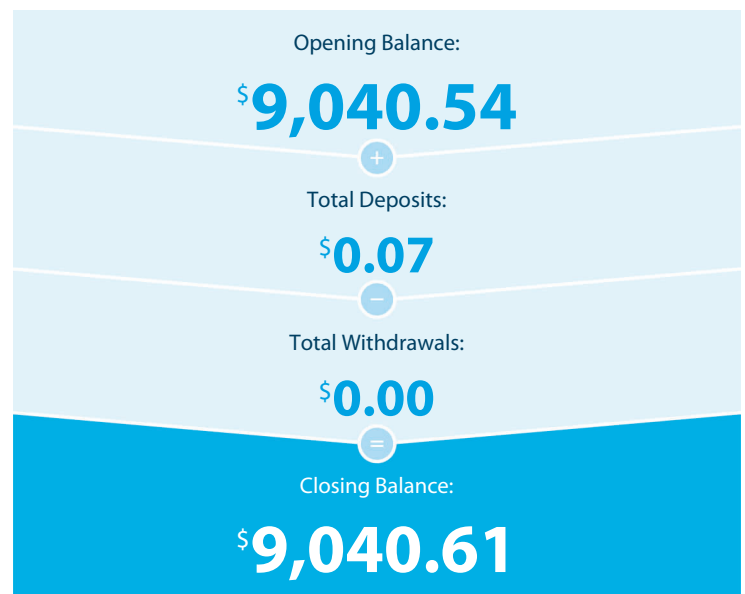 Opening Balance:
$9,040.54
+
Total Deposits:
$0.07
−
Total Withdrawals:
$0.00
=
Closing Balance:
$9,040.61